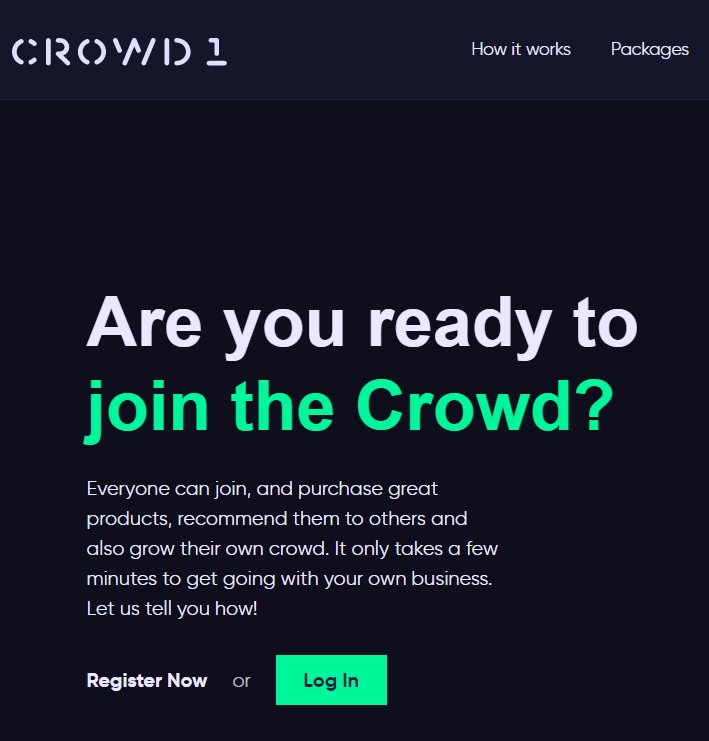 CROWD 1
How it works Packages
Are you ready to
join the Crowd?
Everyone can join, and purchase great
products, recommend them to others and
also grow their own crowd. It only takes a few
minutes to get going with your own business.
Let us tell you how!
Register Now or Log In